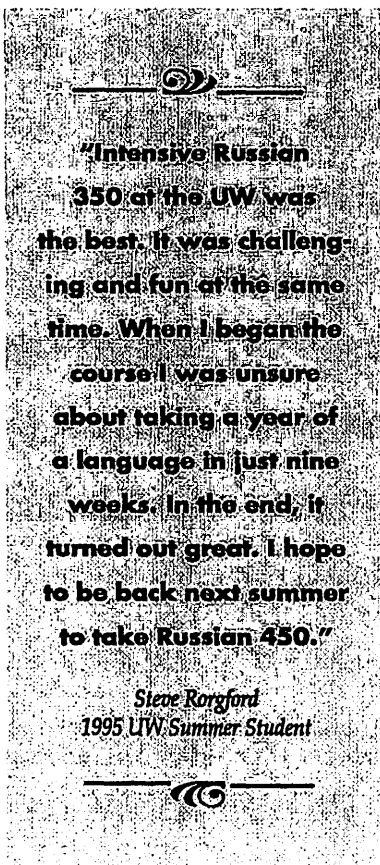 "Intensive Russian
350 at the UW was
the best. It was challeng-
ing and fun at the same
time. When I began the
course I was unsure
about taking a year of
a language in just nine
weeks. In the end, it
turned out great. I hope
to be back next summer
to take Russian 450."
Steve Rorgford
1995 UW Summer Student